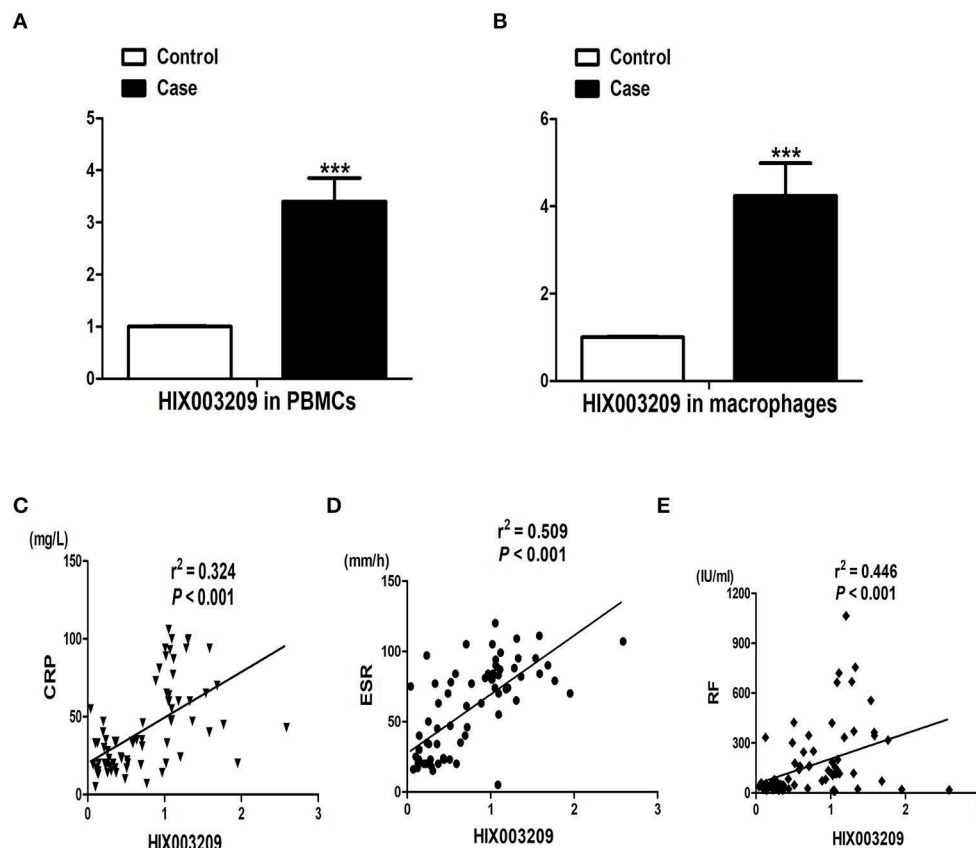 A
Control
Case
5
4
3
2
1
0
***
HIX003209 in PBMCs
B
Control
Case
6
4
2
0
***
HIX003209 in macrophages
C
(mg/L)
r² = 0.324
P < 0.001
150
100
50
0
CRP
0 1 2 3
HIX003209
D
(mm/h)
r² = 0.509
P < 0.001
150
100
50
0
ESR
0 1 2 3
HIX003209
E
(IU/ml)
r² = 0.446
P < 0.001
1200
900
600
300
0
RF
0 1 2
HIX003209